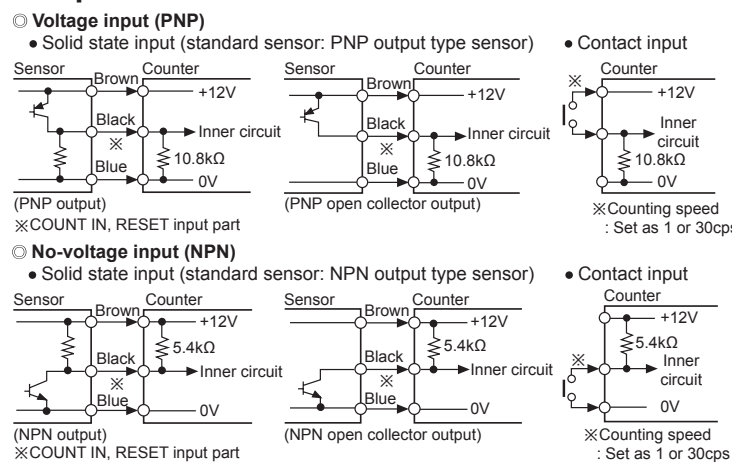 ◎ Voltage input (PNP)
● Solid state input (standard sensor: PNP output type sensor)
Sensor
Counter
Brown
+12V
Black
※
Inner circuit
10.8kΩ
Blue
0V
(PNP output)
※COUNT IN, RESET input part
Sensor
Counter
Brown
+12V
Black
※
Inner circuit
10.8kΩ
Blue
0V
(PNP open collector output)
● Contact input
Counter
※
+12V
Inner
circuit
10.8kΩ
0V
※Counting speed
: Set as 1 or 30cps
◎ No-voltage input (NPN)
● Solid state input (standard sensor: NPN output type sensor)
Sensor
Counter
Brown
+12V
5.4kΩ
Black
※
Inner circuit
Blue
0V
(NPN output)
※COUNT IN, RESET input part
Sensor
Counter
Brown
+12V
5.4kΩ
Black
※
Inner circuit
Blue
0V
(NPN open collector output)
● Contact input
Counter
+12V
5.4kΩ
※
Inner
circuit
0V
※Counting speed
: Set as 1 or 30cps